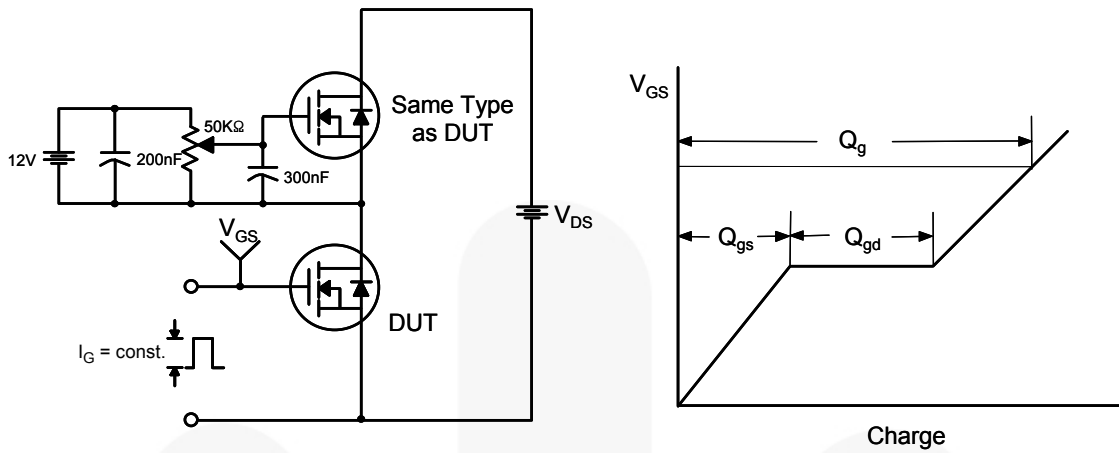 Same Type
as DUT
50KΩ
12V
200nF
300nF
V_GS
V_DS
DUT
I_G = const.
V_GS
Q_g
Q_gs
Q_gd
Charge